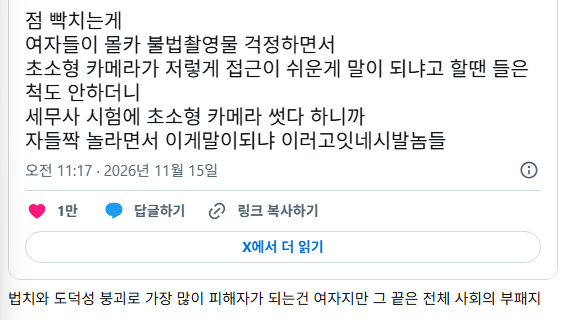 점 빡치는게
여자들이 몰카 불법촬영물 걱정하면서
초소형 카메라가 저렇게 접근이 쉬운게 말이 되냐고 할땐 들은
척도 안하더니
세무사 시험에 초소형 카메라 썻다 하니까
자들짝 놀라면서 이게말이되냐 이러고잇네시발놈들
오전 11:17 · 2026년 11월 15일
1만 답글하기 링크 복사하기
X에서 더 읽기
법치와 도덕성 붕괴로 가장 많이 피해자가 되는건 여자지만 그 끝은 전체 사회의 부패지